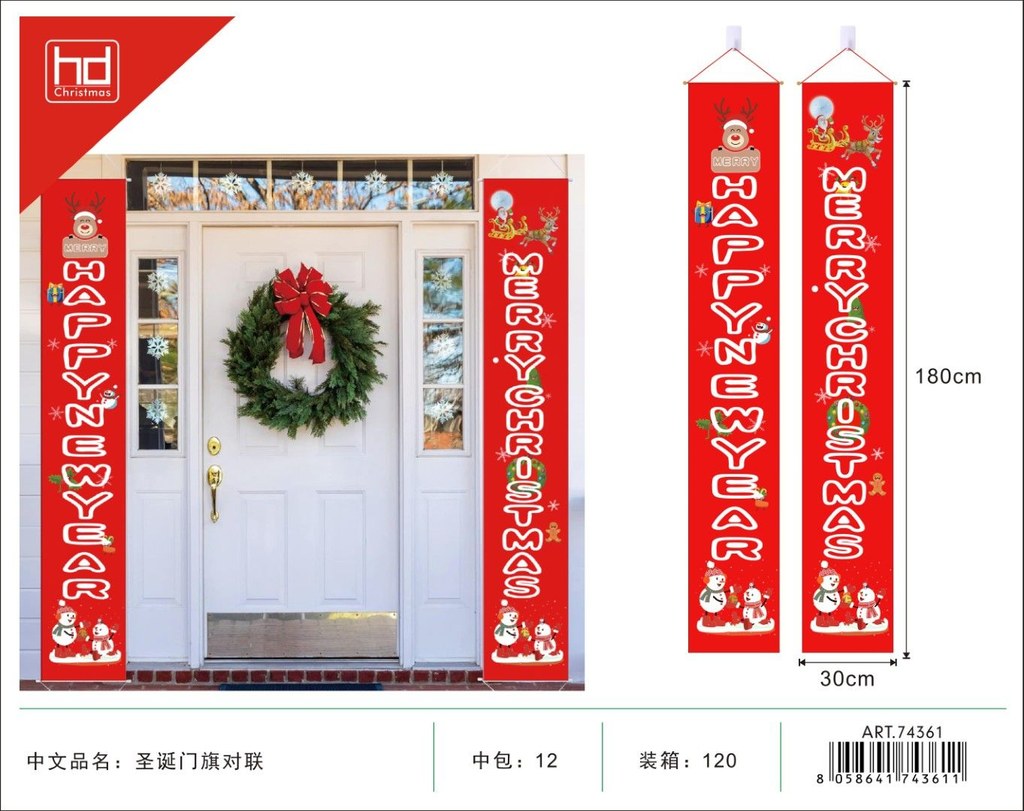 hd
Christmas
MERRY
HAPPYNEWYEAR
MERRYCHRISTMAS
MERRY
HAPPYNEWYEAR
MERRYCHRISTMAS
180cm
30cm
中文品名：圣诞门旗对联
中包：12
装箱：120
ART.74361
8 058641 743611